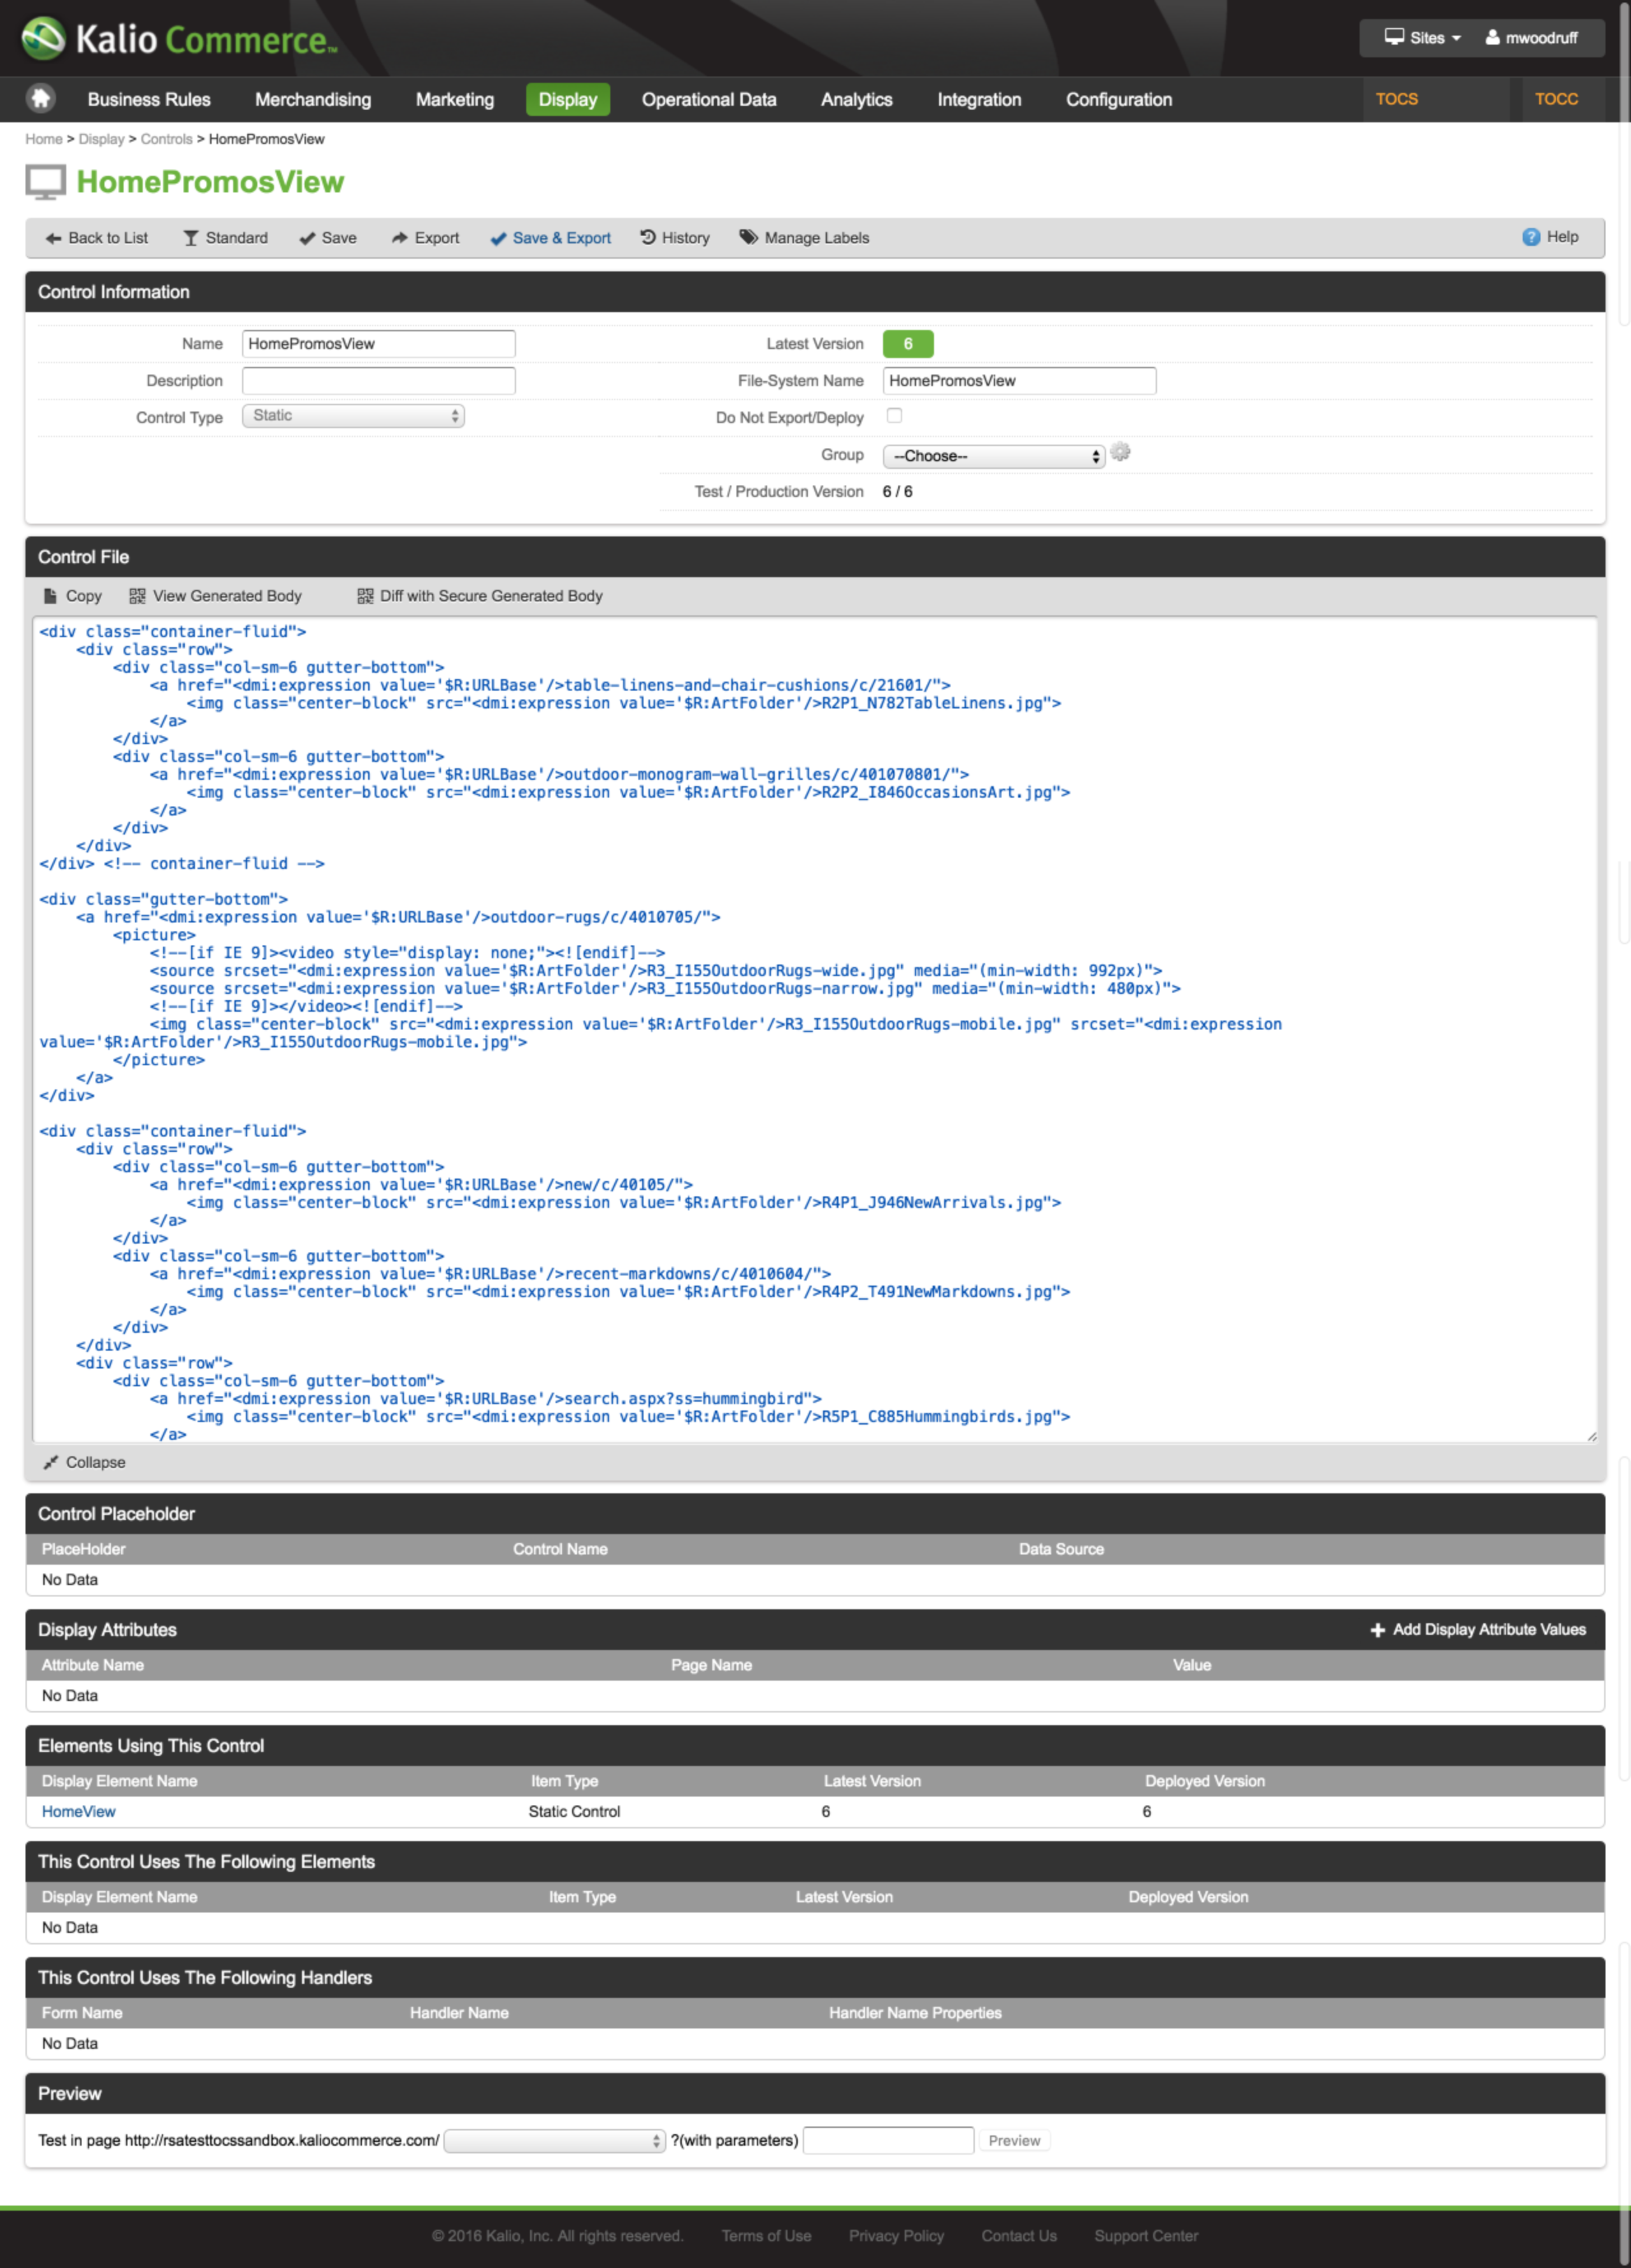 Kalio Commerce™
Sites mwoodruff
Business Rules Merchandising Marketing Display Operational Data Analytics Integration Configuration TOCS TOCC
Home > Display > Controls > HomePromosView
HomePromosView
Back to List Standard Save Export Save & Export History Manage Labels ? Help
Control Information
Name HomePromosView Latest Version 6
Description File-System Name HomePromosView
Control Type Static Do Not Export/Deploy
Group --Choose--
Test / Production Version 6 / 6
Control File
Copy View Generated Body Diff with Secure Generated Body
<div class="container-fluid">
    <div class="row">
        <div class="col-sm-6 gutter-bottom">
            <a href="<dmi:expression value='$R:URLBase'/>table-linens-and-chair-cushions/c/21601/">
                <img class="center-block" src="<dmi:expression value='$R:ArtFolder'/>R2P1_N782TableLinens.jpg">
            </a>
        </div>
        <div class="col-sm-6 gutter-bottom">
            <a href="<dmi:expression value='$R:URLBase'/>outdoor-monogram-wall-grilles/c/401070801/">
                <img class="center-block" src="<dmi:expression value='$R:ArtFolder'/>R2P2_I846OccasionsArt.jpg">
            </a>
        </div>
    </div>
</div> <!-- container-fluid -->
<div class="gutter-bottom">
    <a href="<dmi:expression value='$R:URLBase'/>outdoor-rugs/c/4010705/">
        <picture>
            <!--[if IE 9]><video style="display: none;"><![endif]-->
            <source srcset="<dmi:expression value='$R:ArtFolder'/>R3_I155OutdoorRugs-wide.jpg" media="(min-width: 992px)">
            <source srcset="<dmi:expression value='$R:ArtFolder'/>R3_I155OutdoorRugs-narrow.jpg" media="(min-width: 480px)">
            <!--[if IE 9]></video><![endif]-->
            <img class="center-block" src="<dmi:expression value='$R:ArtFolder'/>R3_I155OutdoorRugs-mobile.jpg" srcset="<dmi:expression
value='$R:ArtFolder'/>R3_I155OutdoorRugs-mobile.jpg">
        </picture>
    </a>
</div>
<div class="container-fluid">
    <div class="row">
        <div class="col-sm-6 gutter-bottom">
            <a href="<dmi:expression value='$R:URLBase'/>new/c/40105/">
                <img class="center-block" src="<dmi:expression value='$R:ArtFolder'/>R4P1_J946NewArrivals.jpg">
            </a>
        </div>
        <div class="col-sm-6 gutter-bottom">
            <a href="<dmi:expression value='$R:URLBase'/>recent-markdowns/c/4010604/">
                <img class="center-block" src="<dmi:expression value='$R:ArtFolder'/>R4P2_T491NewMarkdowns.jpg">
            </a>
        </div>
    </div>
    <div class="row">
        <div class="col-sm-6 gutter-bottom">
            <a href="<dmi:expression value='$R:URLBase'/>search.aspx?ss=hummingbird">
                <img class="center-block" src="<dmi:expression value='$R:ArtFolder'/>R5P1_C885Hummingbirds.jpg">
            </a>
Collapse
Control Placeholder
PlaceHolder Control Name Data Source
No Data
Display Attributes Add Display Attribute Values
Attribute Name Page Name Value
No Data
Elements Using This Control
Display Element Name Item Type Latest Version Deployed Version
HomeView Static Control 6 6
This Control Uses The Following Elements
Display Element Name Item Type Latest Version Deployed Version
No Data
This Control Uses The Following Handlers
Form Name Handler Name Handler Name Properties
No Data
Preview
Test in page http://rsatesttocssandbox.kaliocommerce.com/ ?(with parameters) Preview
© 2016 Kalio, Inc. All rights reserved. Terms of Use Privacy Policy Contact Us Support Center